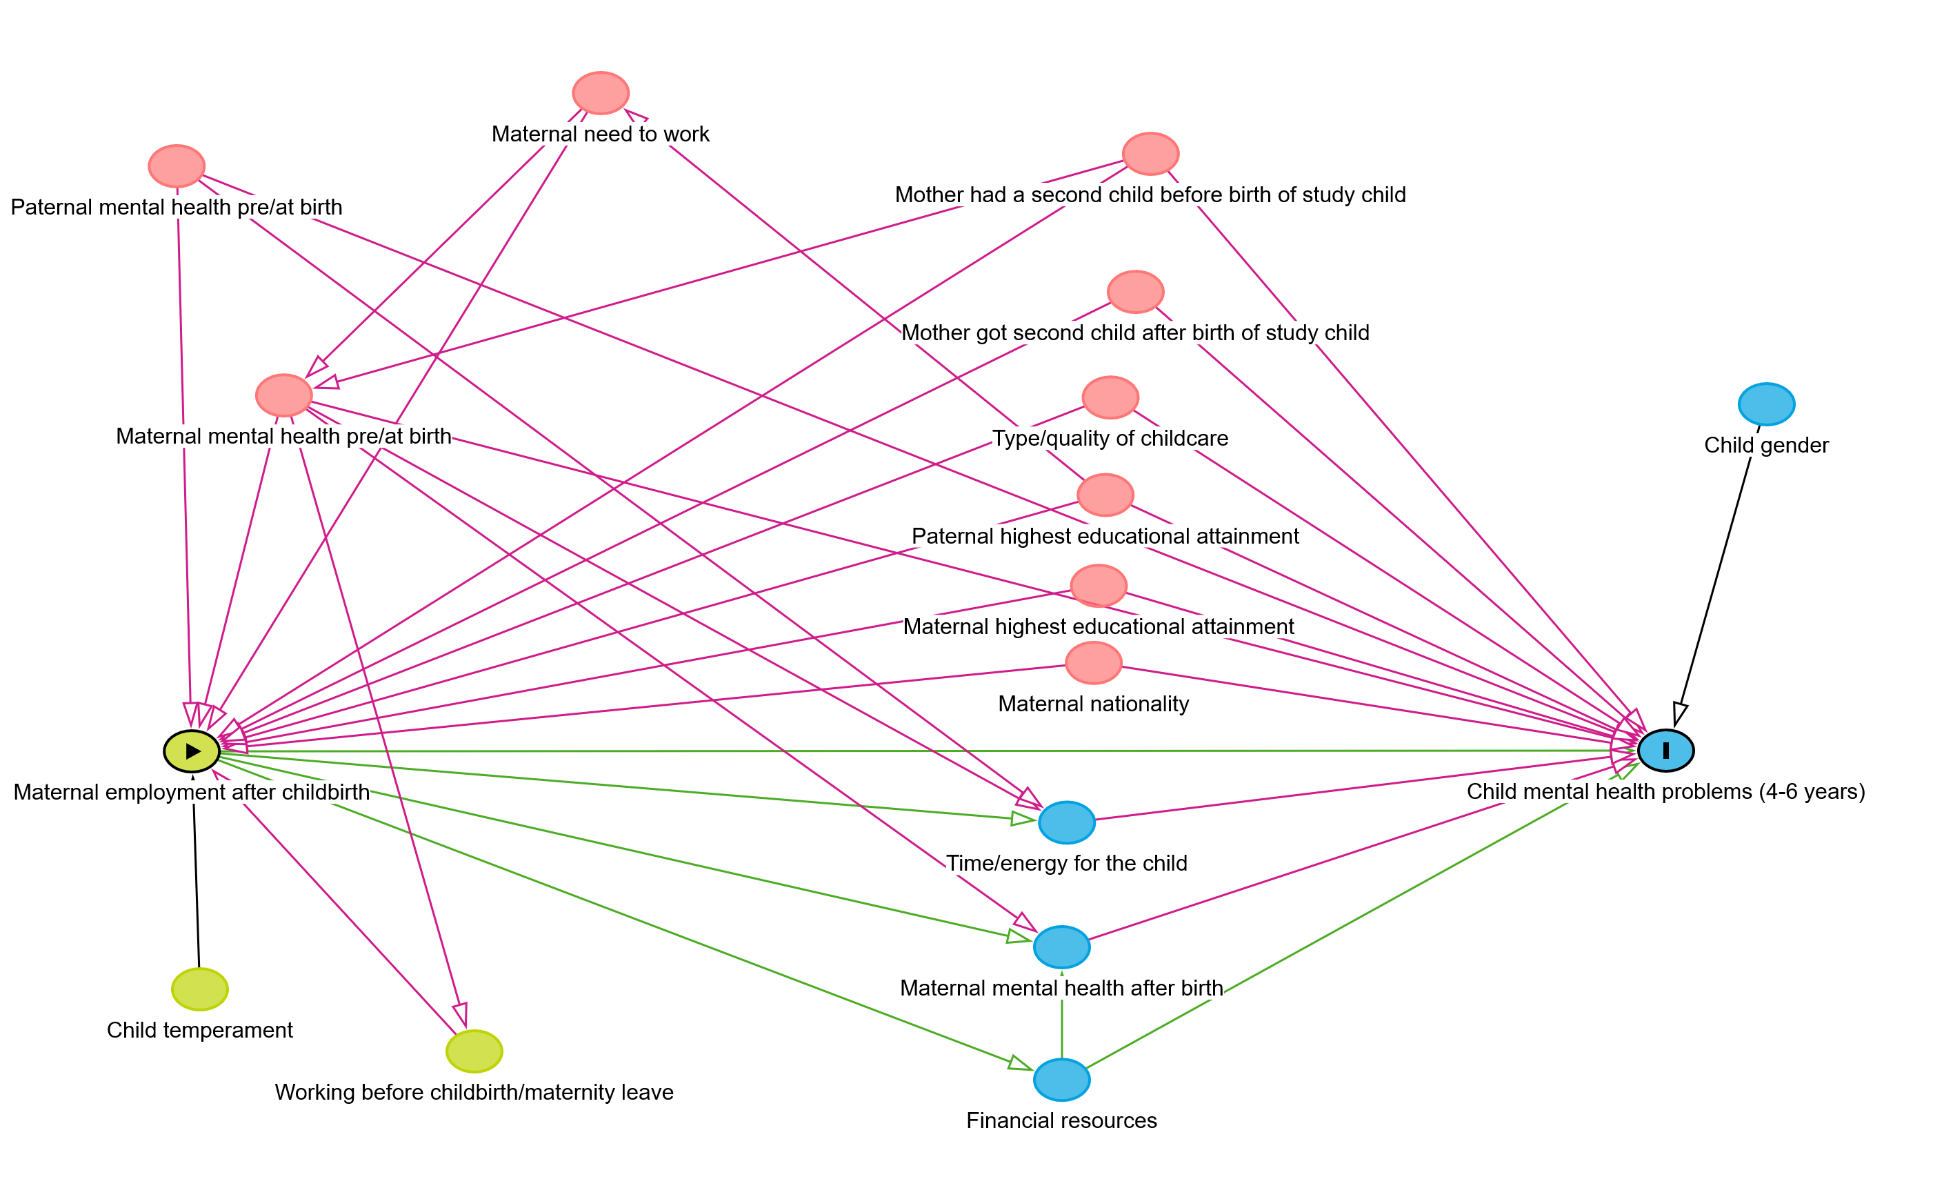 Maternal need to work
Mother had a second child before birth of study child
Paternal mental health pre/at birth
Mother got second child after birth of study child
Maternal mental health pre/at birth
Type/quality of childcare
Child gender
Paternal highest educational attainment
Maternal highest educational attainment
Maternal nationality
Maternal employment after childbirth
Child mental health problems (4-6 years)
Time/energy for the child
Maternal mental health after birth
Child temperament
Working before childbirth/maternity leave
Financial resources